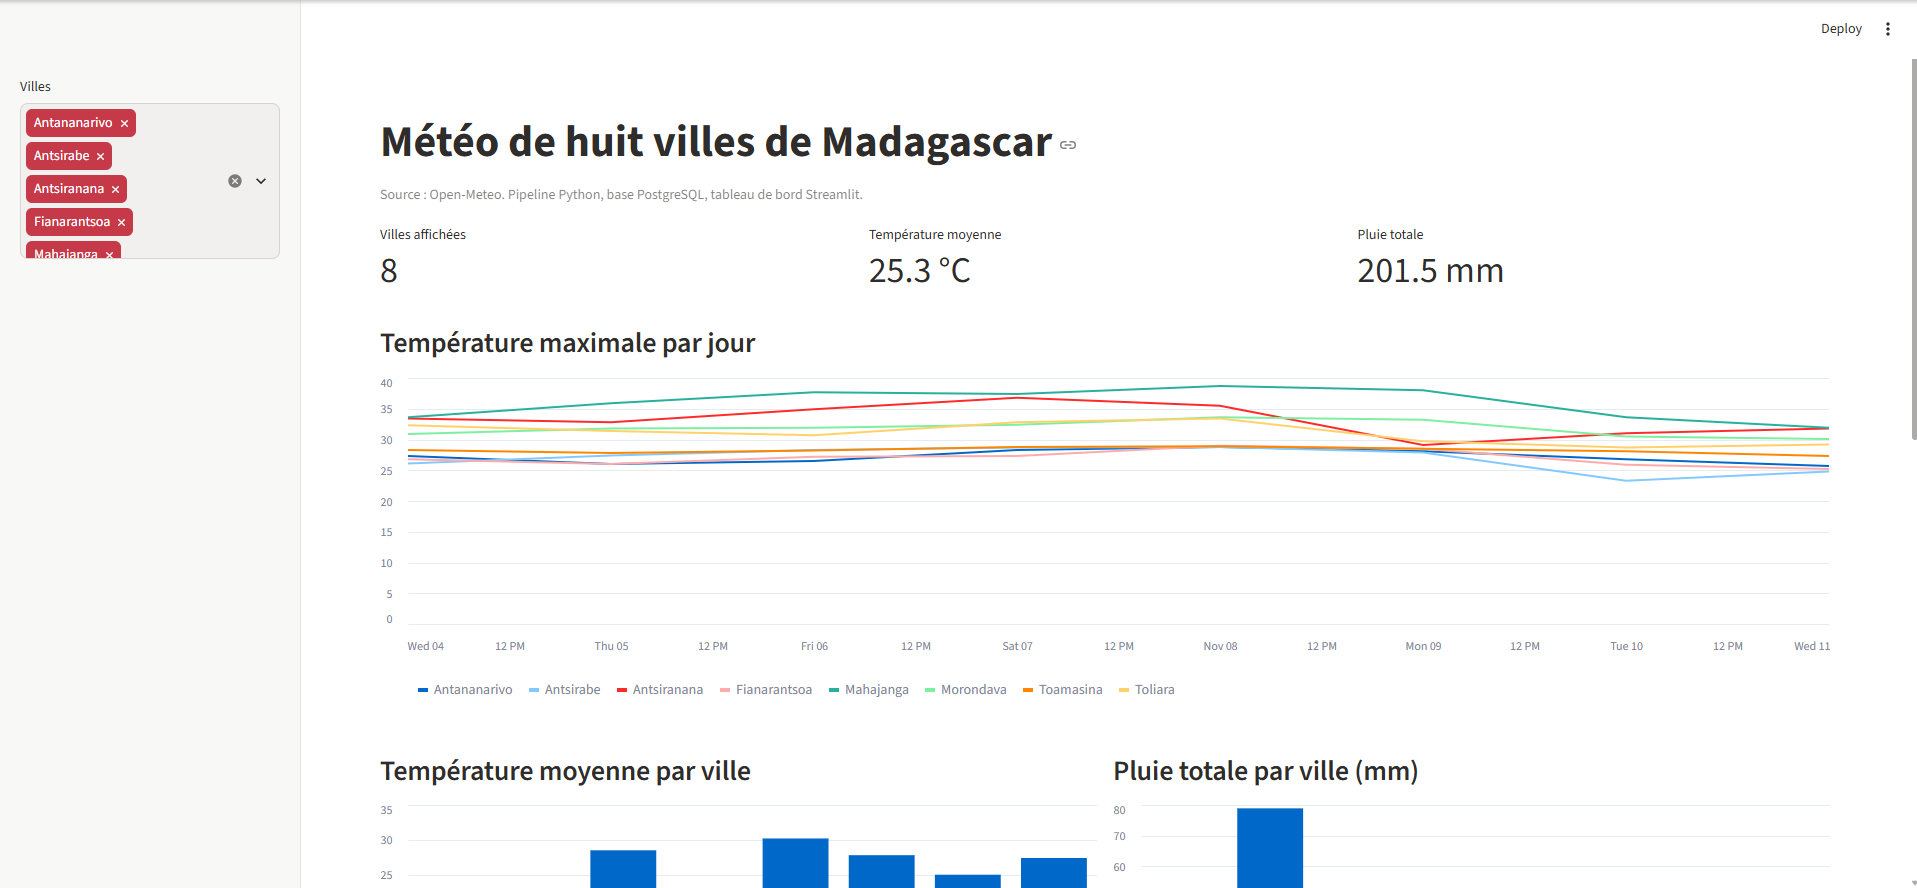 Deploy
Villes
Antananarivo
Antsirabe
Antsiranana
Fianarantsoa
Mahajanga
Météo de huit villes de Madagascar
Source : Open-Meteo. Pipeline Python, base PostgreSQL, tableau de bord Streamlit.
Villes affichées
8
Température moyenne
25.3 °C
Pluie totale
201.5 mm
Température maximale par jour
40
35
30
25
20
15
10
5
0
Wed 04 12 PM Thu 05 12 PM Fri 06 12 PM Sat 07 12 PM Nov 08 12 PM Mon 09 12 PM Tue 10 12 PM Wed 11
Antananarivo Antsirabe Antsiranana Fianarantsoa Mahajanga Morondava Toamasina Toliara
Température moyenne par ville
35
30
25
Pluie totale par ville (mm)
80
70
60